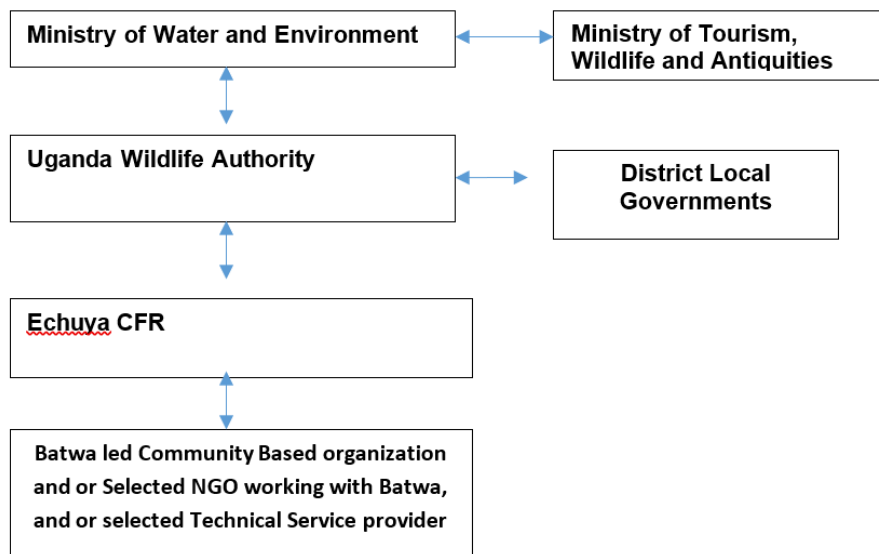 Ministry of Water and Environment
Ministry of Tourism,
Wildlife and Antiquities
Uganda Wildlife Authority
District Local
Governments
Echuya CFR
Batwa led Community Based organization
and or Selected NGO working with Batwa,
and or selected Technical Service provider